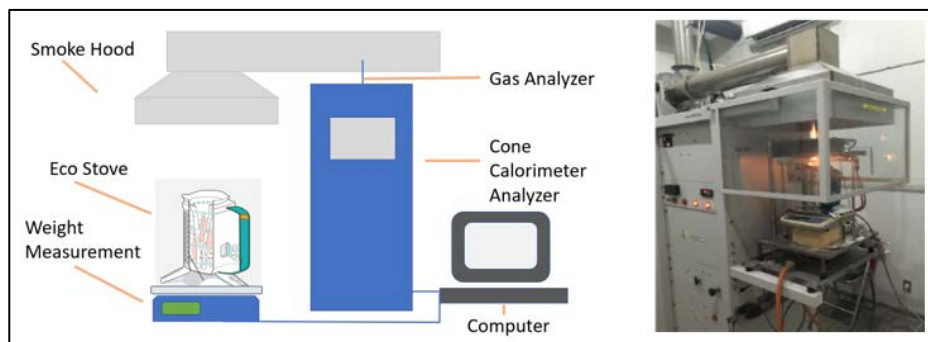 Smoke Hood
Gas Analyzer
Eco Stove
Cone
Calorimeter
Analyzer
Weight
Measurement
Computer